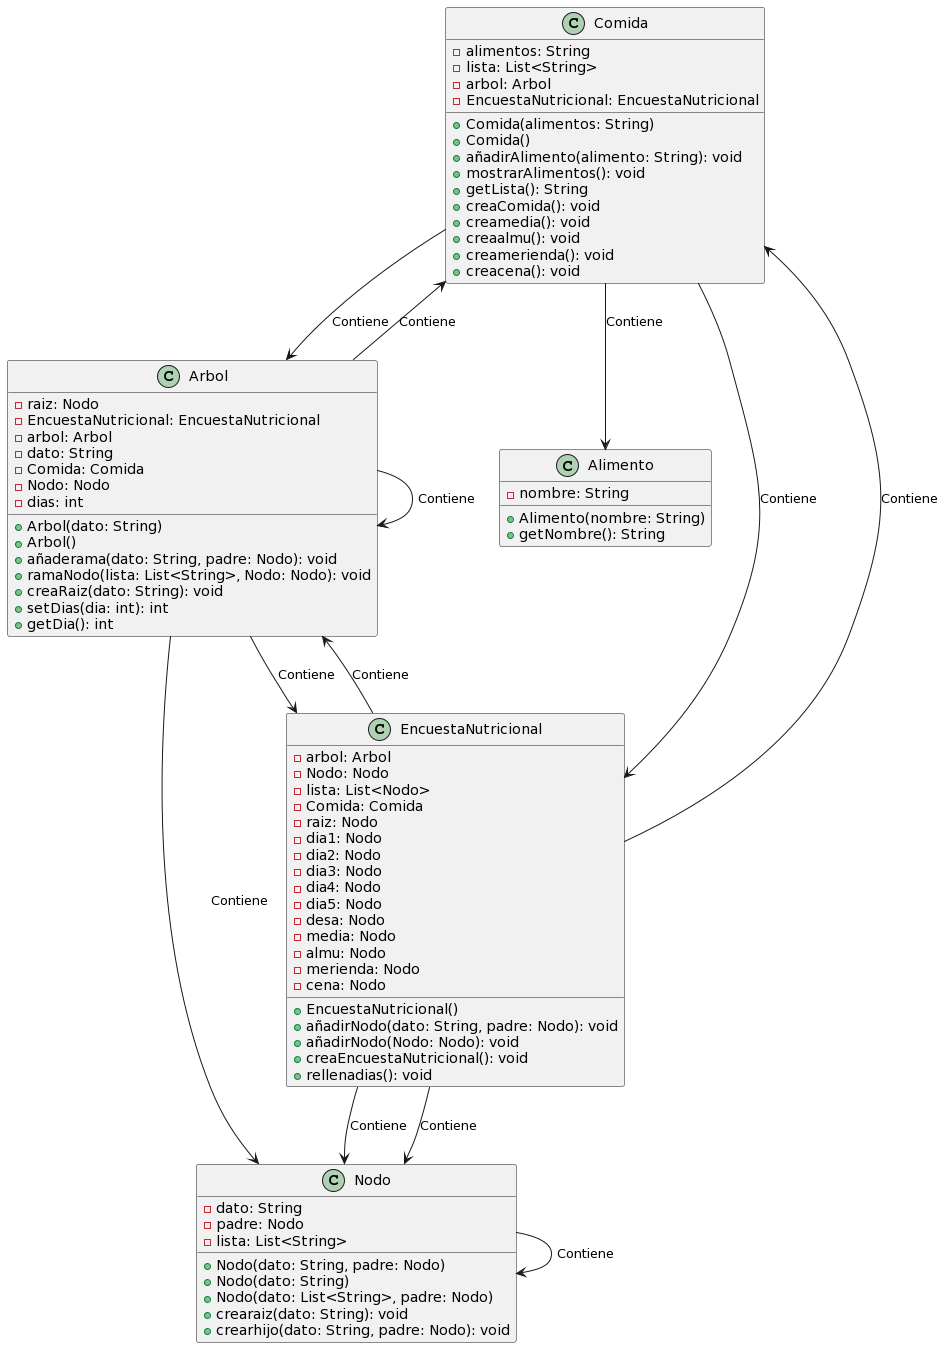 C Comida
alimentos: String
lista: List<String>
arbol: Arbol
EncuestaNutricional: EncuestaNutricional
Comida(alimentos: String)
Comida()
añadirAlimento(alimento: String): void
mostrarAlimentos(): void
getLista(): String
creaComida(): void
creamedia(): void
creaalmu(): void
creamerienda(): void
creacena(): void
Contiene
Contiene
Contiene
C Arbol
raiz: Nodo
EncuestaNutricional: EncuestaNutricional
arbol: Arbol
dato: String
Comida: Comida
Nodo: Nodo
dias: int
Arbol(dato: String)
Arbol()
añaderama(dato: String, padre: Nodo): void
ramaNodo(lista: List<String>, Nodo: Nodo): void
creaRaiz(dato: String): void
setDias(dia: int): int
getDia(): int
Contiene
C Alimento
nombre: String
Alimento(nombre: String)
getNombre(): String
Contiene
Contiene
Contiene
Contiene
C EncuestaNutricional
arbol: Arbol
Nodo: Nodo
lista: List<Nodo>
Comida: Comida
raiz: Nodo
dia1: Nodo
dia2: Nodo
dia3: Nodo
dia4: Nodo
dia5: Nodo
desa: Nodo
media: Nodo
almu: Nodo
merienda: Nodo
cena: Nodo
EncuestaNutricional()
añadirNodo(dato: String, padre: Nodo): void
añadirNodo(Nodo: Nodo): void
creaEncuestaNutricional(): void
rellenadias(): void
Contiene
Contiene
Contiene
C Nodo
dato: String
padre: Nodo
lista: List<String>
Nodo(dato: String, padre: Nodo)
Nodo(dato: String)
Nodo(dato: List<String>, padre: Nodo)
crearaiz(dato: String): void
crearhijo(dato: String, padre: Nodo): void
Contiene